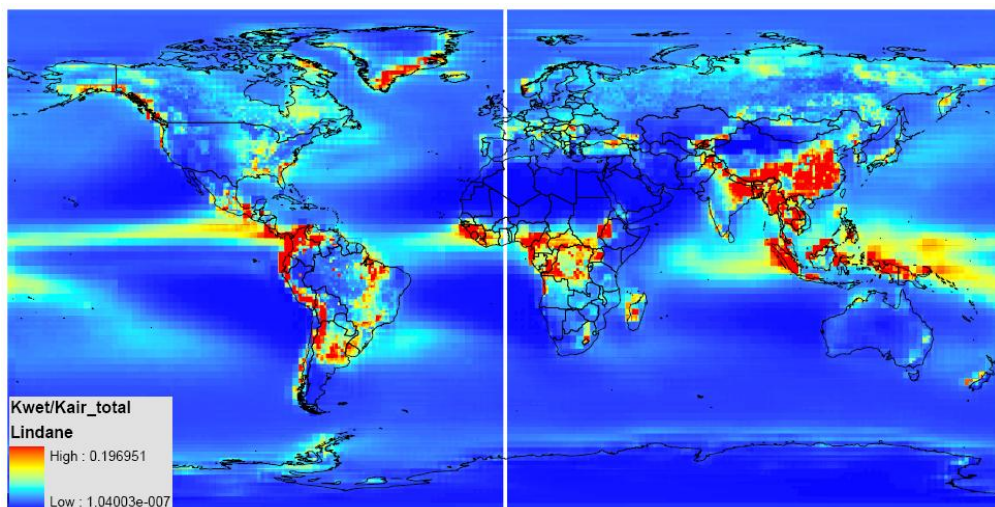 Kwet/Kair_total
Lindane
High : 0.196951
Low : 1.04003e-007